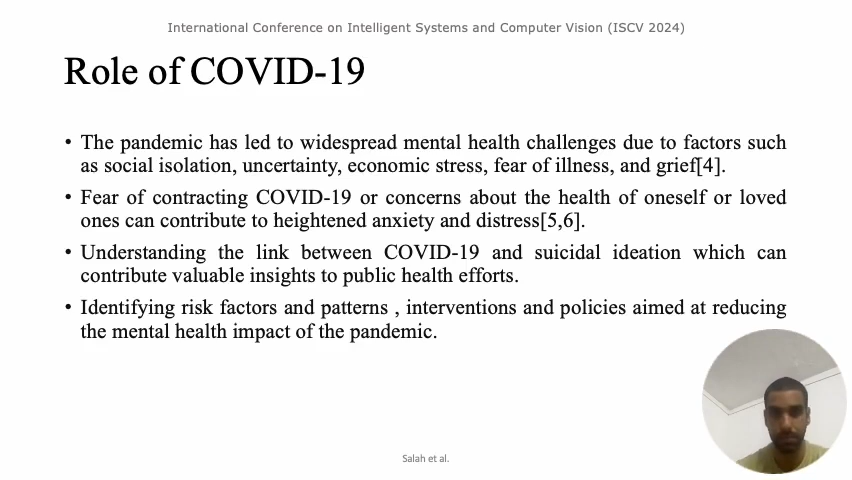 International Conference on Intelligent Systems and Computer Vision (ISCV 2024)
Role of COVID-19
• The pandemic has led to widespread mental health challenges due to factors such
as social isolation, uncertainty, economic stress, fear of illness, and grief[4].
• Fear of contracting COVID-19 or concerns about the health of oneself or loved
ones can contribute to heightened anxiety and distress[5,6].
• Understanding the link between COVID-19 and suicidal ideation which can
contribute valuable insights to public health efforts.
• Identifying risk factors and patterns , interventions and policies aimed at reducing
the mental health impact of the pandemic.
Salah et al.